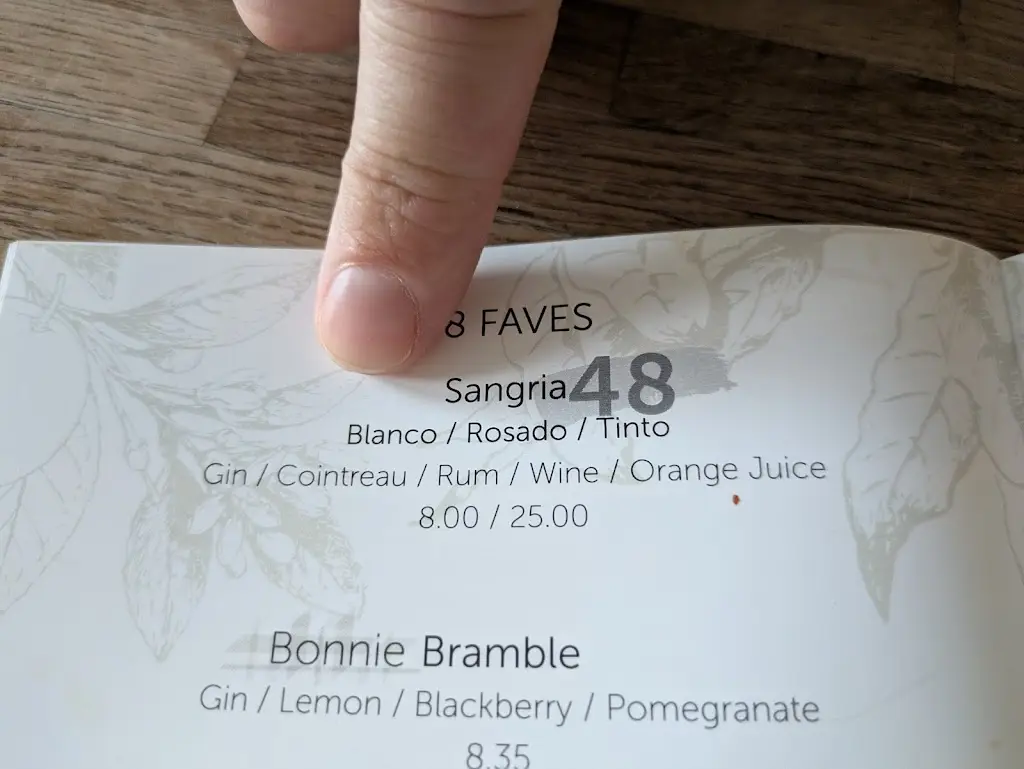 8 FAVES
Sangria 48
Blanco / Rosado / Tinto
Gin / Cointreau / Rum / Wine / Orange Juice
8.00 / 25.00
Bonnie Bramble
Gin / Lemon / Blackberry / Pomegranate
8.35